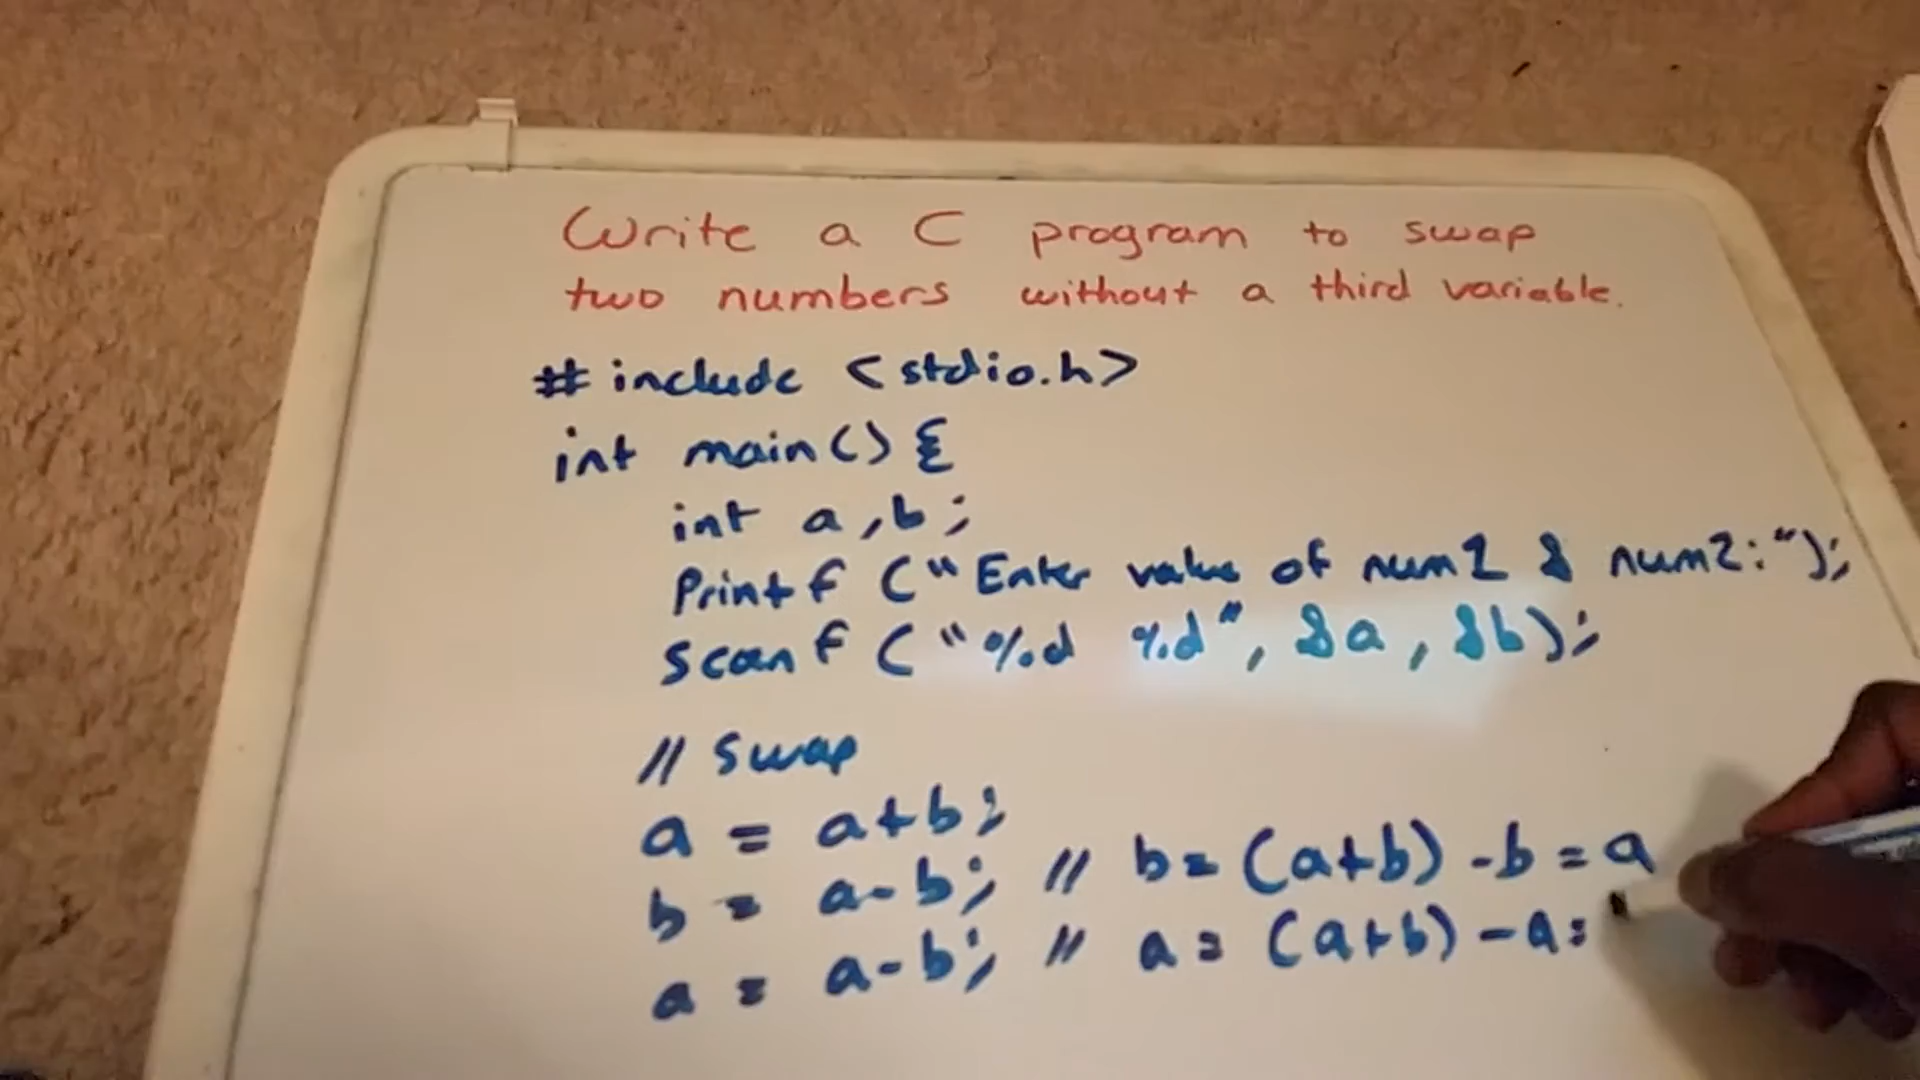 Write a C program to swap
two numbers without a third variable.
# include <stdio.h>
int main() {
int a, b;
Printf ("Enter value of num1 & num2:");
Scanf ("%d %d", &a, &b);
// Swap
a = a+b;
b = a-b; // b= (a+b) -b = a
a = a-b; // a = (a+b) -a =